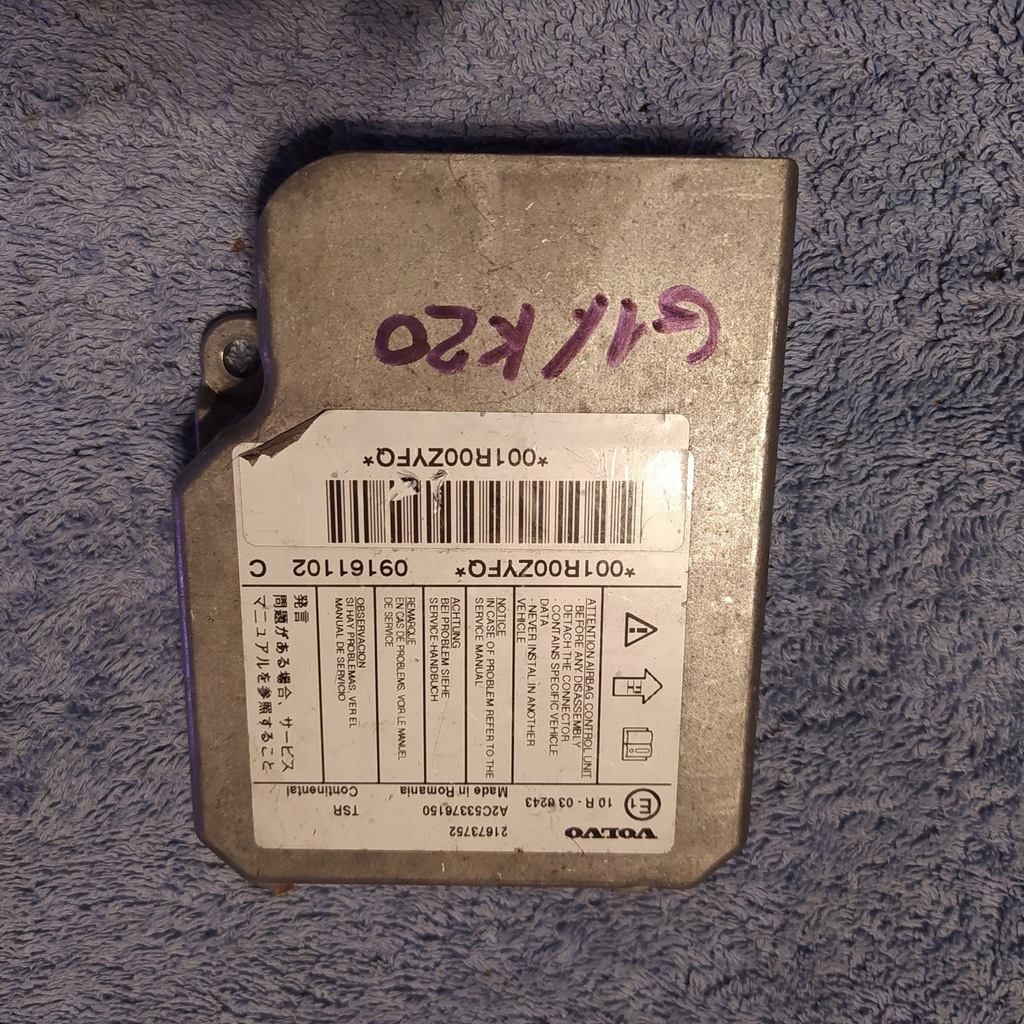 VOLVO 21673752
E1 10 R - 03 6243 A2C53376150 TSR
Made in Romania Continental
ATTENTION AIRBAG CONTROL UNIT
- BEFORE ANY DISASSEMBLY
DETACH THE CONNECTOR
- CONTAINS SPECIFIC VEHICLE
DATA
- NEVER INSTAL IN ANOTHER
VEHICLE
NOTICE
IN CASE OF PROBLEM REFER TO THE
SERVICE MANUAL
ACHTUNG
BEI PROBLEM SIEHE
SERVICE-HANDBUCH
REMARQUE
EN CAS DE PROBLEMS, VOIR LE MANUEL
DE SERVICE
OBSERVACION
SI HAY PROBLEMAS, VER EL
MANUAL DE SERVICIO
発言
問題がある場合、サービス
マニュアルを参照すること
*001R00ZYFQ* 09161102 C
*001R00ZYFQ*
G1/K20